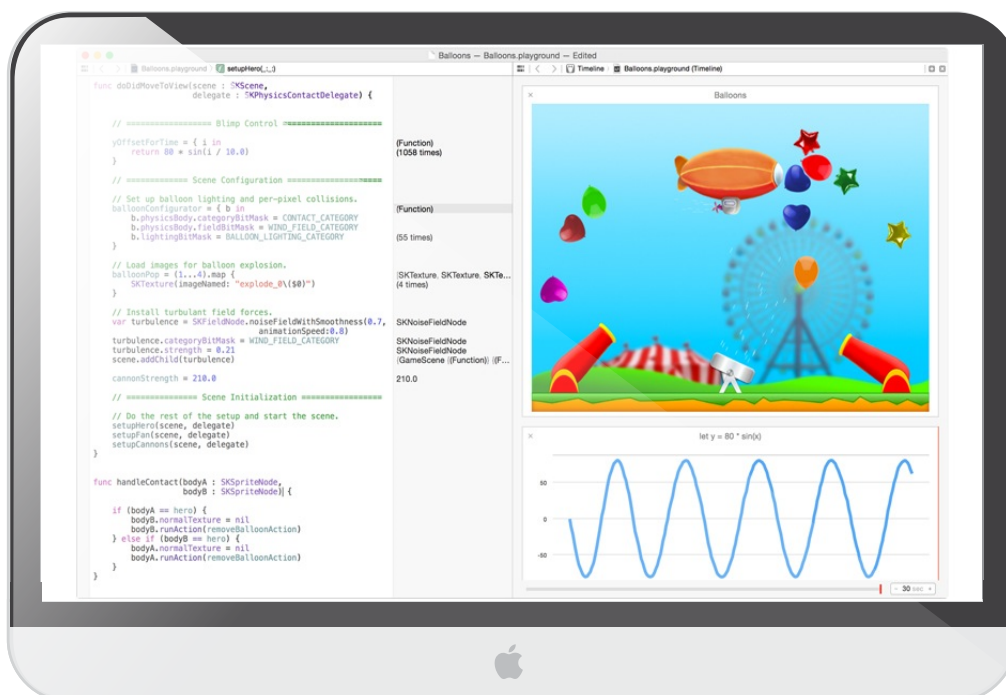 Balloons — Balloons.playground — Edited
Balloons.playground setupHero(_:_:)
Timeline Balloons.playground (Timeline)
func doDidMoveToView(scene : SKScene,
delegate : SKPhysicsContactDelegate) {
// ================== Blimp Control ====================
yOffsetForTime = { i in
return 80 * sin(i / 10.0)
}
// ============= Scene Configuration ====================
// Set up balloon lighting and per-pixel collisions.
balloonConfigurator = { b in
b.physicsBody.categoryBitMask = CONTACT_CATEGORY
b.physicsBody.fieldBitMask = WIND_FIELD_CATEGORY
b.lightingBitMask = BALLOON_LIGHTING_CATEGORY
}
// Load images for balloon explosion.
balloonPop = (1...4).map {
SKTexture(imageNamed: "explode_0\($0)")
}
// Install turbulant field forces.
var turbulence = SKFieldNode.noiseFieldWithSmoothness(0.7,
animationSpeed:0.8)
turbulence.categoryBitMask = WIND_FIELD_CATEGORY
turbulence.strength = 0.21
scene.addChild(turbulence)
cannonStrength = 210.0
// =============== Scene Initialization =================
// Do the rest of the setup and start the scene.
setupHero(scene, delegate)
setupFan(scene, delegate)
setupCannons(scene, delegate)
}
func handleContact(bodyA : SKSpriteNode,
bodyB : SKSpriteNode) {
if (bodyA == hero) {
bodyB.normalTexture = nil
bodyB.runAction(removeBalloonAction)
} else if (bodyB == hero) {
bodyA.normalTexture = nil
bodyA.runAction(removeBalloonAction)
}
}
(Function)
(1058 times)
(Function)
(55 times)
[SKTexture, SKTexture, SKTe...
(4 times)
SKNoiseFieldNode
SKNoiseFieldNode
SKNoiseFieldNode
{GameScene {(Function)} {(F...
210.0
Balloons
let y = 80 * sin(x)
50
0
-50
- 30 sec +